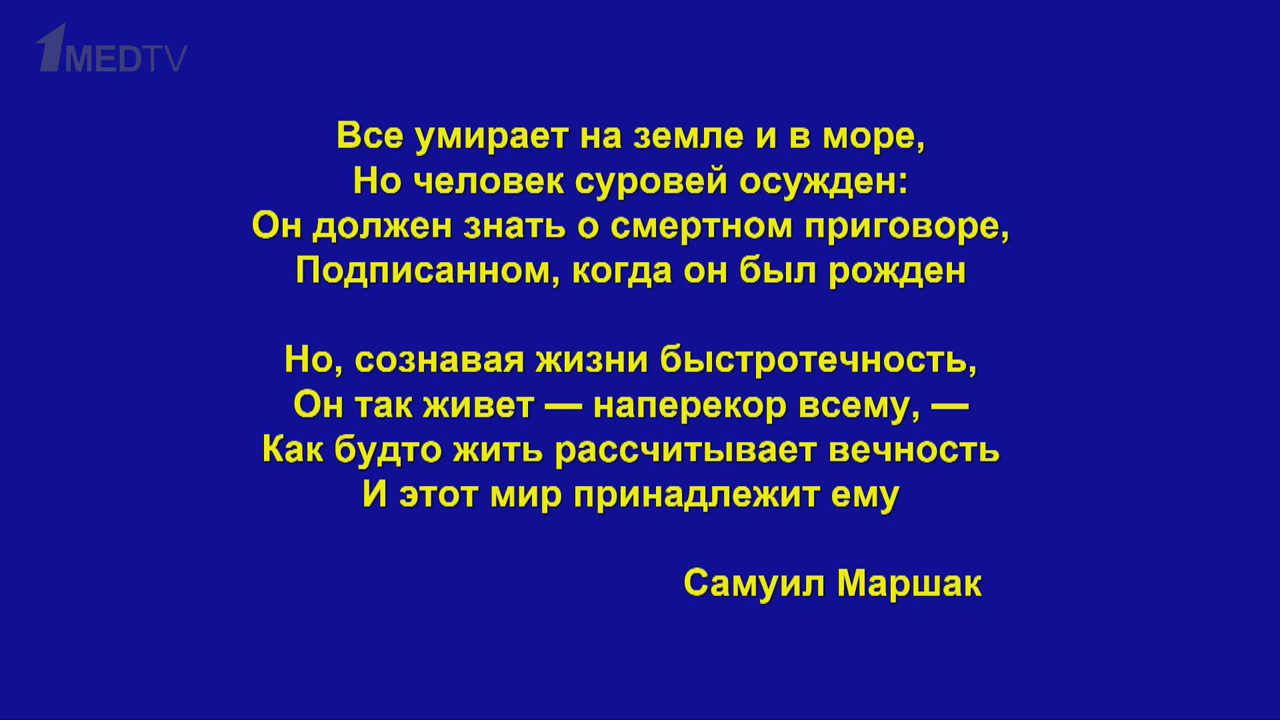 1MEDTV
Все умирает на земле и в море,
Но человек суровей осужден:
Он должен знать о смертном приговоре,
Подписанном, когда он был рожден
Но, сознавая жизни быстротечность,
Он так живет — наперекор всему, —
Как будто жить рассчитывает вечность
И этот мир принадлежит ему
Самуил Маршак